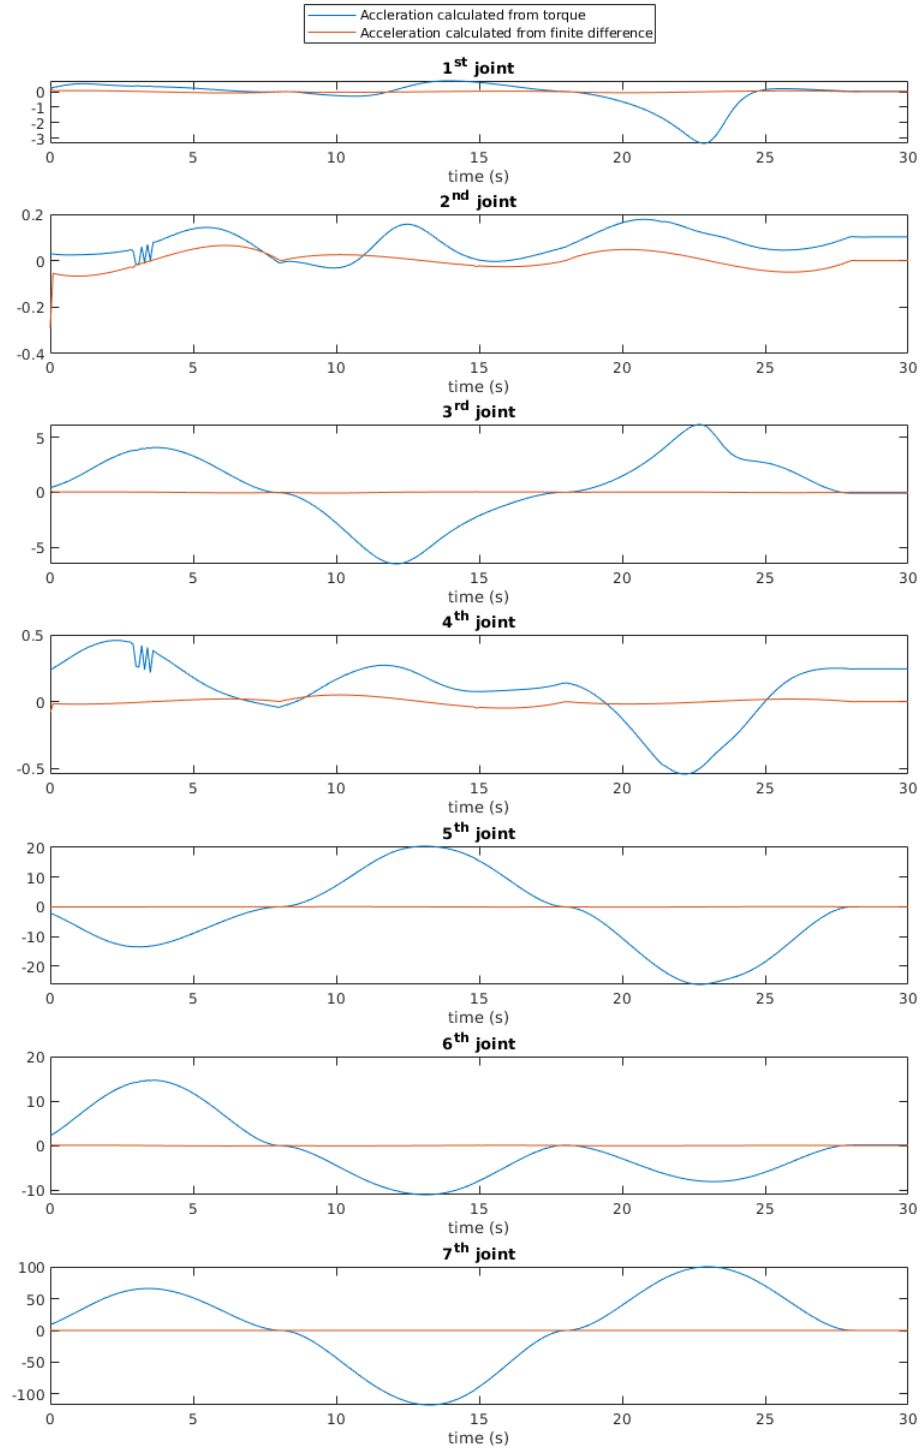 Accleration calculated from torque
Acceleration calculated from finite difference
1st joint
0
-1
-2
-3
0 5 10 15 20 25 30
time (s)
2nd joint
0.2
0
-0.2
-0.4
0 5 10 15 20 25 30
time (s)
3rd joint
5
0
-5
0 5 10 15 20 25 30
time (s)
4th joint
0.5
0
-0.5
0 5 10 15 20 25 30
time (s)
5th joint
20
10
0
-10
-20
0 5 10 15 20 25 30
time (s)
6th joint
20
10
0
-10
0 5 10 15 20 25 30
time (s)
7th joint
100
50
0
-50
-100
0 5 10 15 20 25 30
time (s)